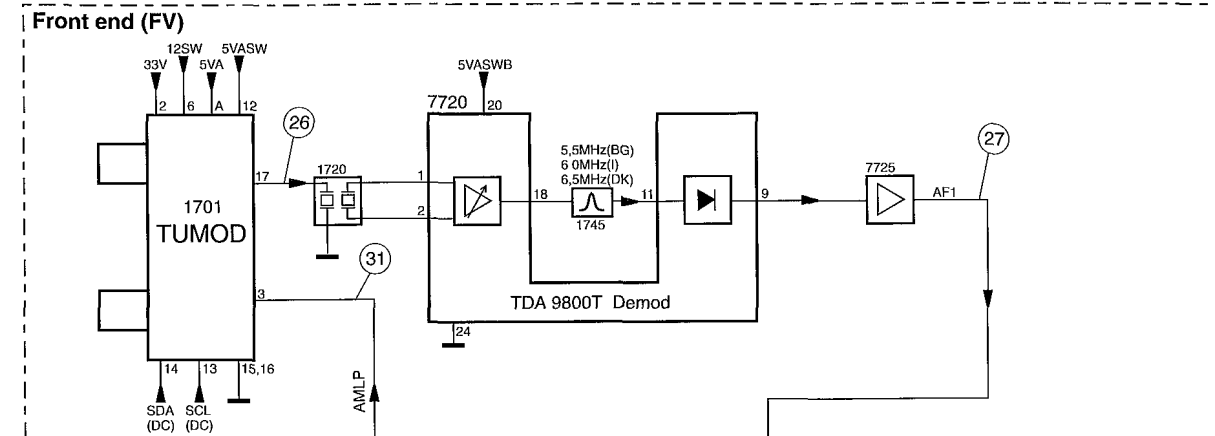 Front end (FV)
12SW
5VASW
33V
5VA
5VASWB
2
6
A
12
7720
20
26
27
5,5MHz(BG)
6 0MHz(I)
6,5MHz(DK)
17
1720
1
7725
1701
TUMOD
2
18
1745
11
9
AF1
31
3
TDA 9800T Demod
24
14
13
15,16
AMLP
SDA
(DC)
SCL
(DC)